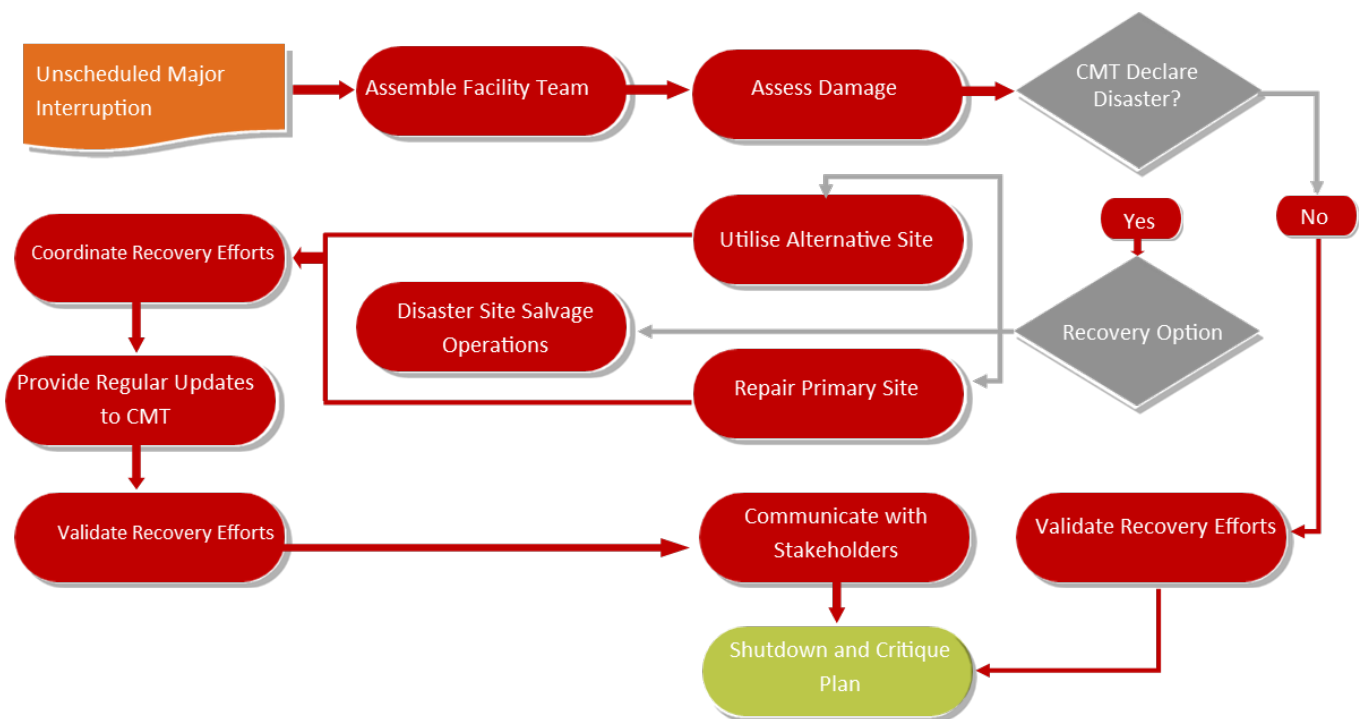 Unscheduled Major
Interruption
Assemble Facility Team
Assess Damage
CMT Declare
Disaster?
Yes
No
Utilise Alternative Site
Coordinate Recovery Efforts
Disaster Site Salvage
Operations
Recovery Option
Provide Regular Updates
to CMT
Repair Primary Site
Validate Recovery Efforts
Communicate with
Stakeholders
Validate Recovery Efforts
Shutdown and Critique
Plan